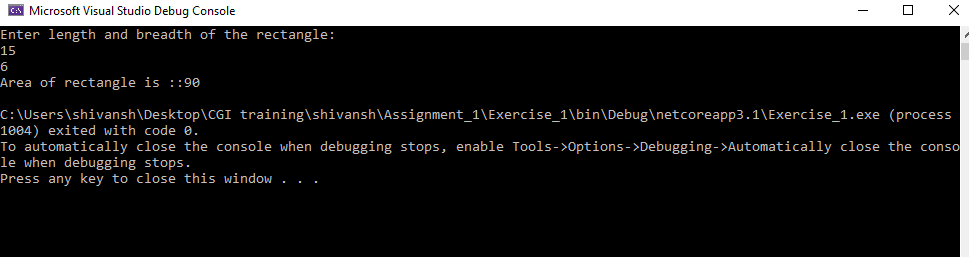 Microsoft Visual Studio Debug Console
Enter length and breadth of the rectangle:
15
6
Area of rectangle is ::90
C:\Users\shivansh\Desktop\CGI training\shivansh\Assignment_1\Exercise_1\bin\Debug\netcoreapp3.1\Exercise_1.exe (process
1004) exited with code 0.
To automatically close the console when debugging stops, enable Tools->Options->Debugging->Automatically close the conso
le when debugging stops.
Press any key to close this window . . .